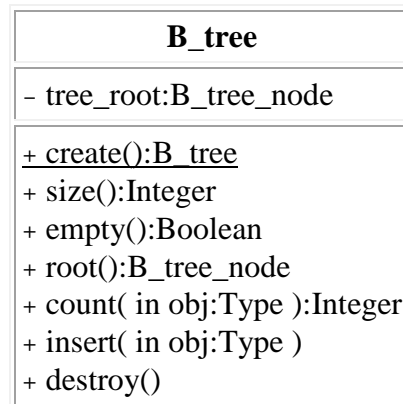 B_tree
- tree_root:B_tree_node
+ create():B_tree
+ size():Integer
+ empty():Boolean
+ root():B_tree_node
+ count( in obj:Type ):Integer
+ insert( in obj:Type )
+ destroy()